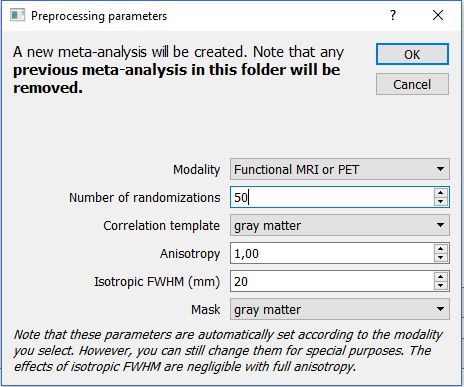 Preprocessing parameters
A new meta-analysis will be created. Note that any
previous meta-analysis in this folder will be
removed.
OK
Cancel
Modality Functional MRI or PET
Number of randomizations 50
Correlation template gray matter
Anisotropy 1,00
Isotropic FWHM (mm) 20
Mask gray matter
Note that these parameters are automatically set according to the modality
you select. However, you can still change them for special purposes. The
effects of isotropic FWHM are negligible with full anisotropy.